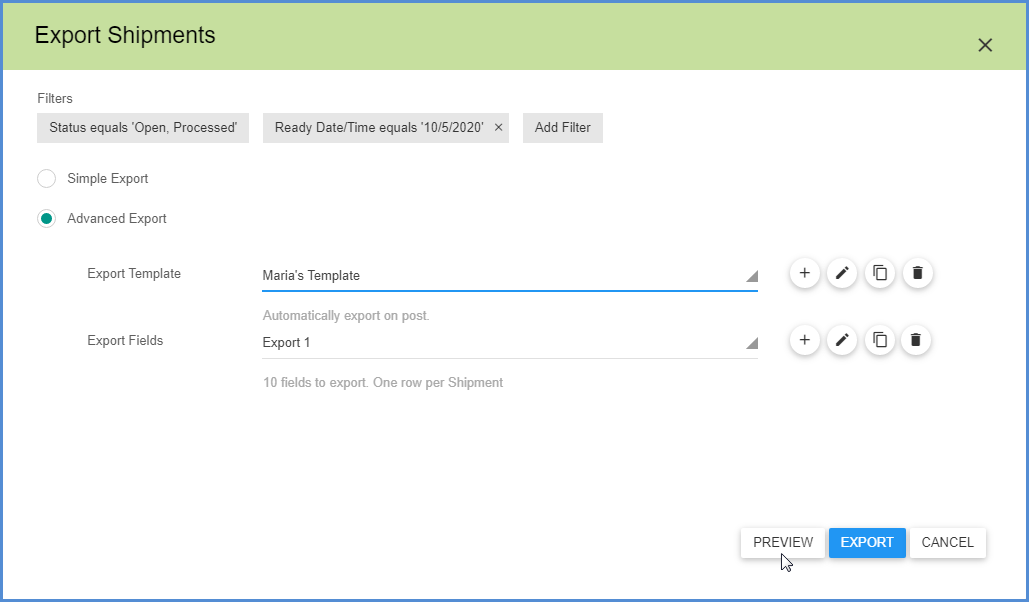 Export Shipments
Filters
Status equals 'Open, Processed' Ready Date/Time equals '10/5/2020' × Add Filter
Simple Export
Advanced Export
Export Template Maria's Template
Automatically export on post.
Export Fields Export 1
10 fields to export. One row per Shipment
PREVIEW EXPORT CANCEL